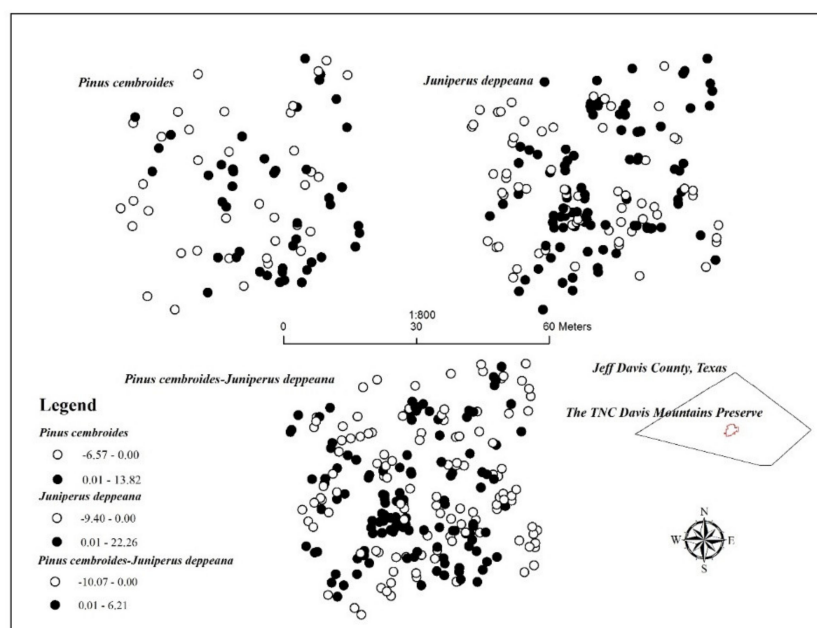 Pinus cembroides
Juniperus deppeana
1:800
0 30 60 Meters
Pinus cembroides-Juniperus deppeana
Jeff Davis County, Texas
The TNC Davis Mountains Preserve
Legend
Pinus cembroides
-6.57 - 0.00
0.01 - 13.82
Juniperus deppeana
-9.40 - 0.00
0.01 - 22.26
Pinus cembroides-Juniperus deppeana
-10.07 - 0.00
0.01 - 6.21
N
W E
S